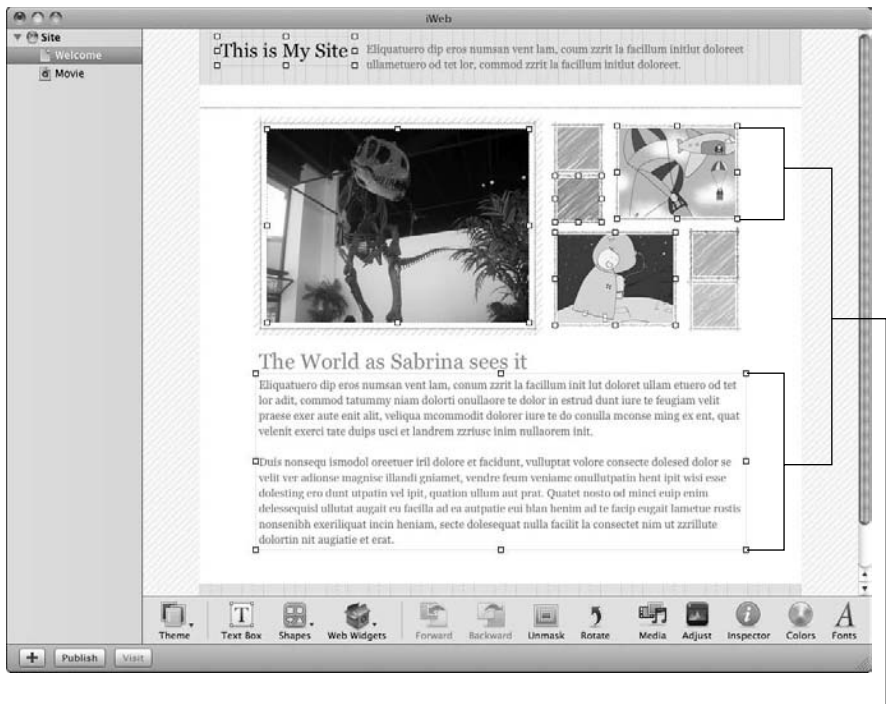 iWeb
Site
Welcome
Movie
This is My Site
Eliquatuero dip eros numsan vent lam, coum zzrit la facillum initlut doloreet
ullametuero od tet lor, commod zzrit la facillum initlut doloreet.
The World as Sabrina sees it
Eliquatuero dip eros numsan vent lam, conum zzrit la facillum init lut doloret ullam etuero od tet
lor adit, commod tatummy niam dolorti onullaore te dolor in estrud dunt iure te feugiam velit
praese exer aute enit alit, veliqua mcommodit dolorer iure te do conulla mconse ming ex ent, quat
velenit exerci tate duips usci et landrem zzriusc inim nullaorem init.
Duis nonsequ ismodol oreetuer iril dolore et facidunt, vulluptat volore consecte dolesed dolor se
velit ver adionse magnise illandi gniamet, vendre feum veniamc onullutpatin hent ipit wisi esse
dolesting ero dunt utpatin vel ipit, quation ullum aut prat. Quatet nosto od minci euip enim
delessequisl ullutat augait eu facilla ad ea autpatie eui blan henim ad te facip eugait lametue rostis
nonsenibh exeriliquat incin heniam, secte dolesequat nulla facilit la consectet nim ut zzrillute
dolortin nit augiatie et erat.
Theme Text Box Shapes Web Widgets Forward Backward Unmask Rotate Media Adjust Inspector Colors Fonts
Publish Visit